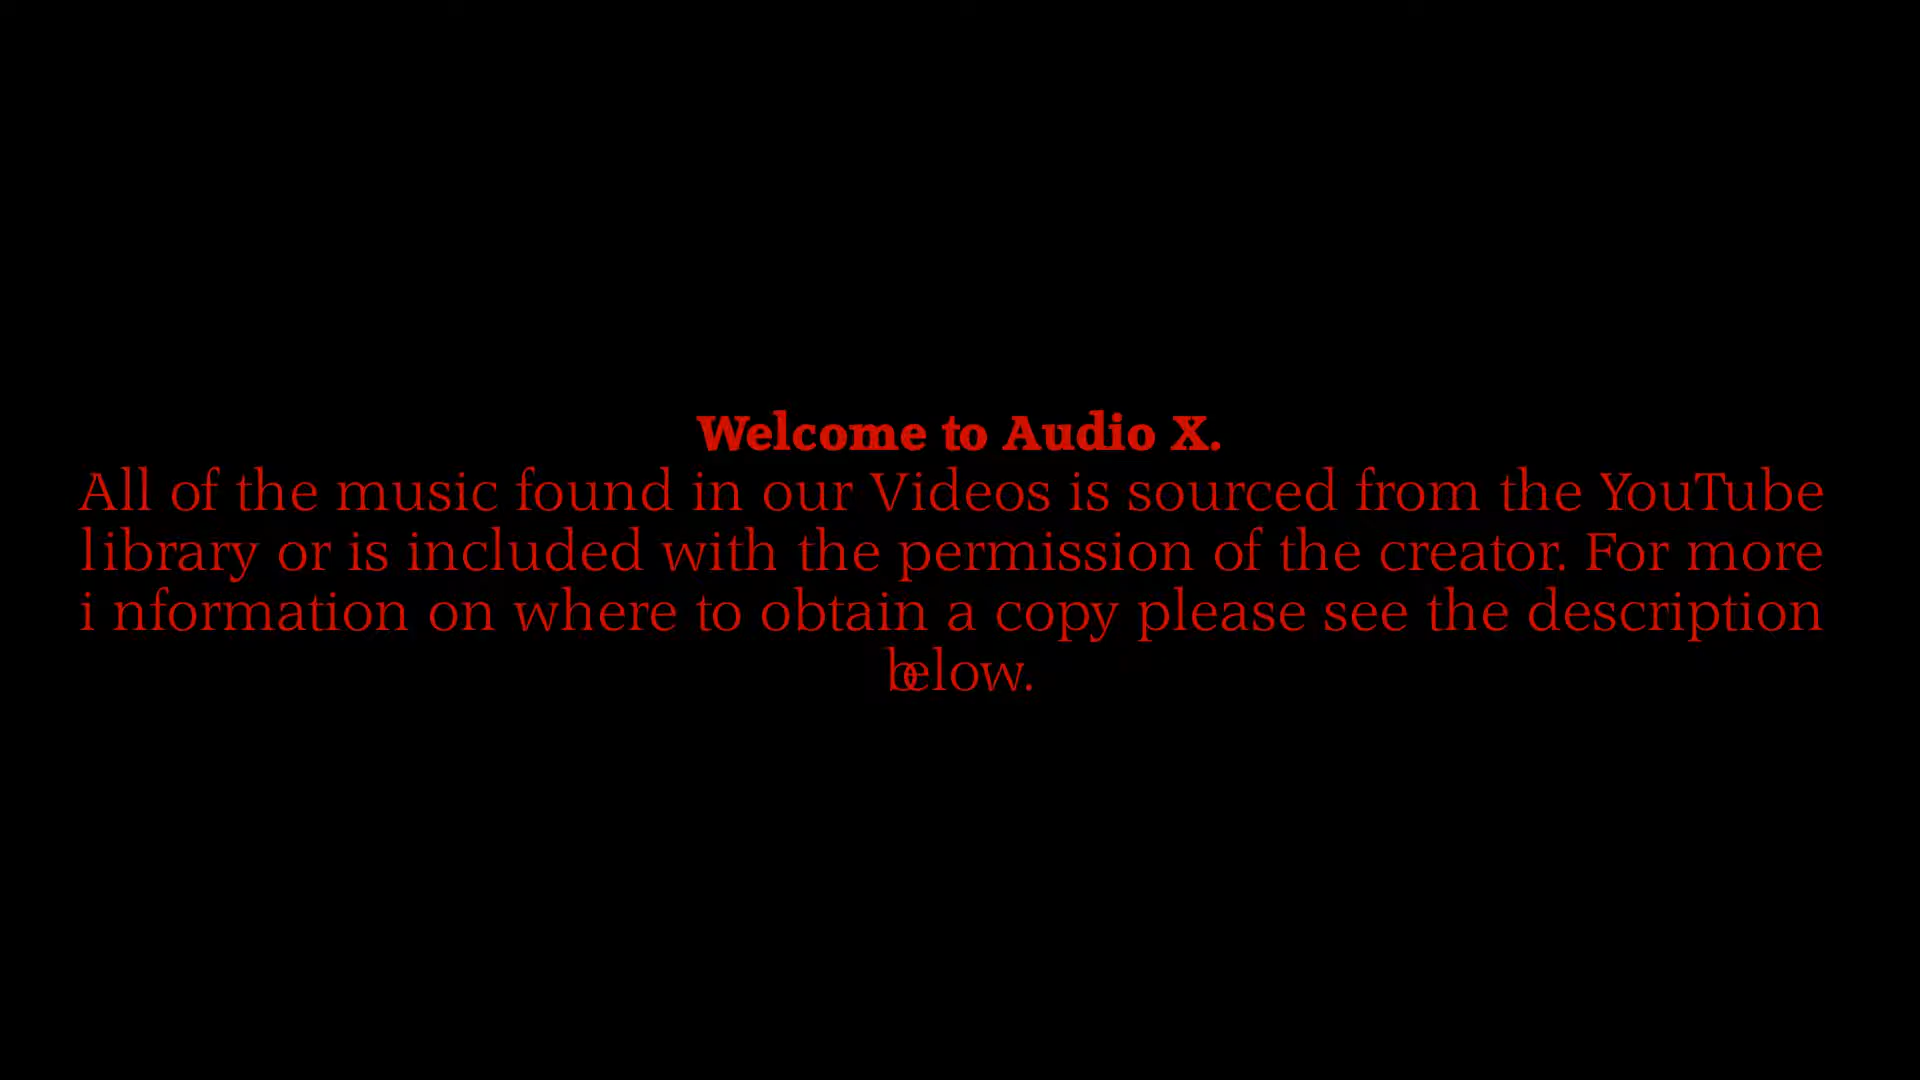 Welcome to Audio X.
All of the music found in our Videos is sourced from the YouTube
library or is included with the permission of the creator. For more
i nformation on where to obtain a copy please see the description
below.